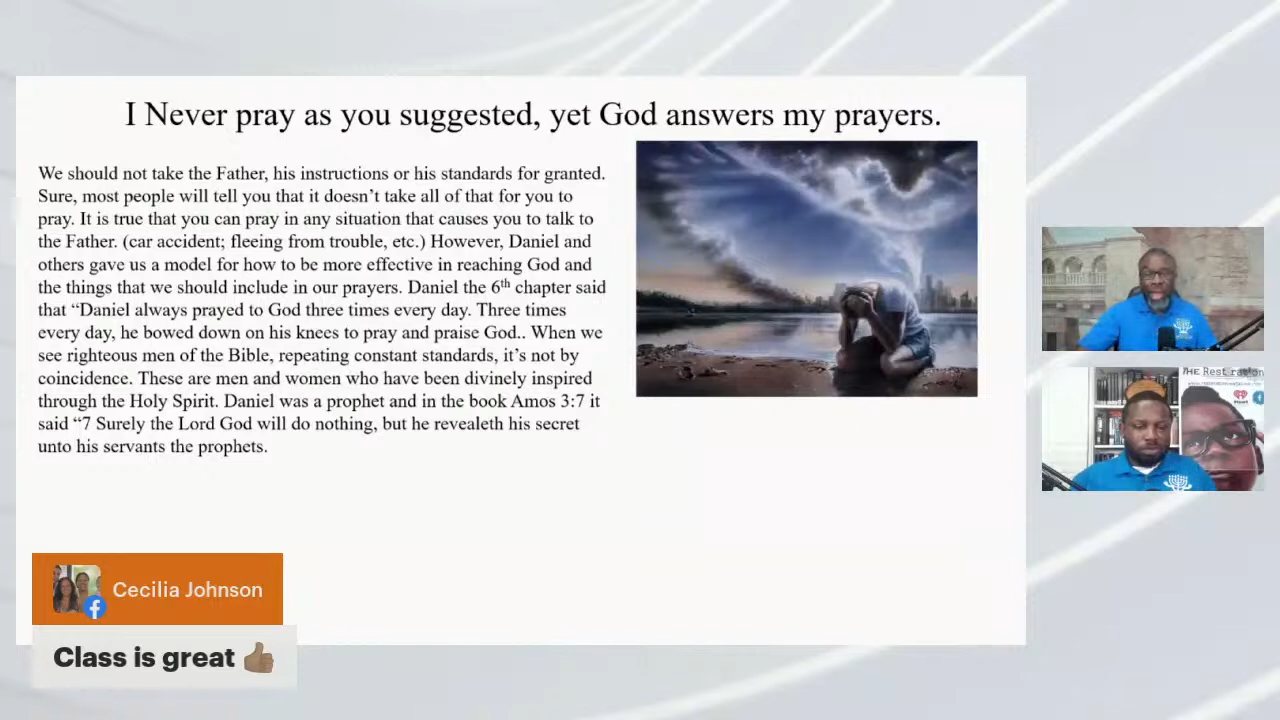 I Never pray as you suggested, yet God answers my prayers.
We should not take the Father, his instructions or his standards for granted.
Sure, most people will tell you that it doesn’t take all of that for you to
pray. It is true that you can pray in any situation that causes you to talk to
the Father. (car accident; fleeing from trouble, etc.) However, Daniel and
others gave us a model for how to be more effective in reaching God and
the things that we should include in our prayers. Daniel the 6th chapter said
that “Daniel always prayed to God three times every day. Three times
every day, he bowed down on his knees to pray and praise God.. When we
see righteous men of the Bible, repeating constant standards, it’s not by
coincidence. These are men and women who have been divinely inspired
through the Holy Spirit. Daniel was a prophet and in the book Ams 3:7 it
said “7 Surely the Lord God will do nothing, but he revealeth his secret
unto his servants the prophets.
THE Rest ration
iHeart
Cecilia Johnson
Class is great 👍🏽